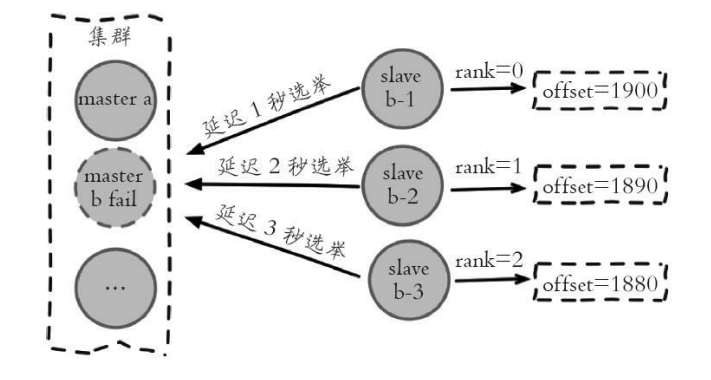 集群
master a
master
b fail
...
延迟 1 秒选举
延迟 2 秒选举
延迟 3 秒选举
slave
b-1
rank=0
offset=1900
slave
b-2
rank=1
offset=1890
slave
b-3
rank=2
offset=1880